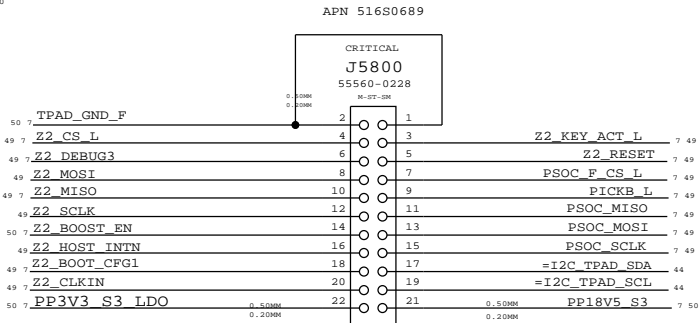 APN 516S0689
CRITICAL
J5800
55560-0228
M-ST-SM
0.50MM
0.20MM
50 7 TPAD_GND_F 2 1
49 7 Z2_CS_L 4 3 Z2_KEY_ACT_L 7 49
49 7 Z2_DEBUG3 6 5 Z2_RESET 7 49
49 Z2_MOSI 8 7 PSOC_F_CS_L 7 49
49 7 Z2_MISO 10 9 PICKB_L 7 49
49 Z2_SCLK 12 11 PSOC_MISO 7 49
50 7 Z2_BOOST_EN 14 13 PSOC_MOSI 7 49
49 Z2_HOST_INTN 16 15 PSOC_SCLK 7 49
49 7 Z2_BOOT_CFG1 18 17 =I2C_TPAD_SDA 44
49 7 Z2_CLKIN 20 19 =I2C_TPAD_SCL 44
50 7 PP3V3_S3_LDO 0.50MM 22 21 0.50MM PP18V5_S3 7 50
0.20MM 0.20MM